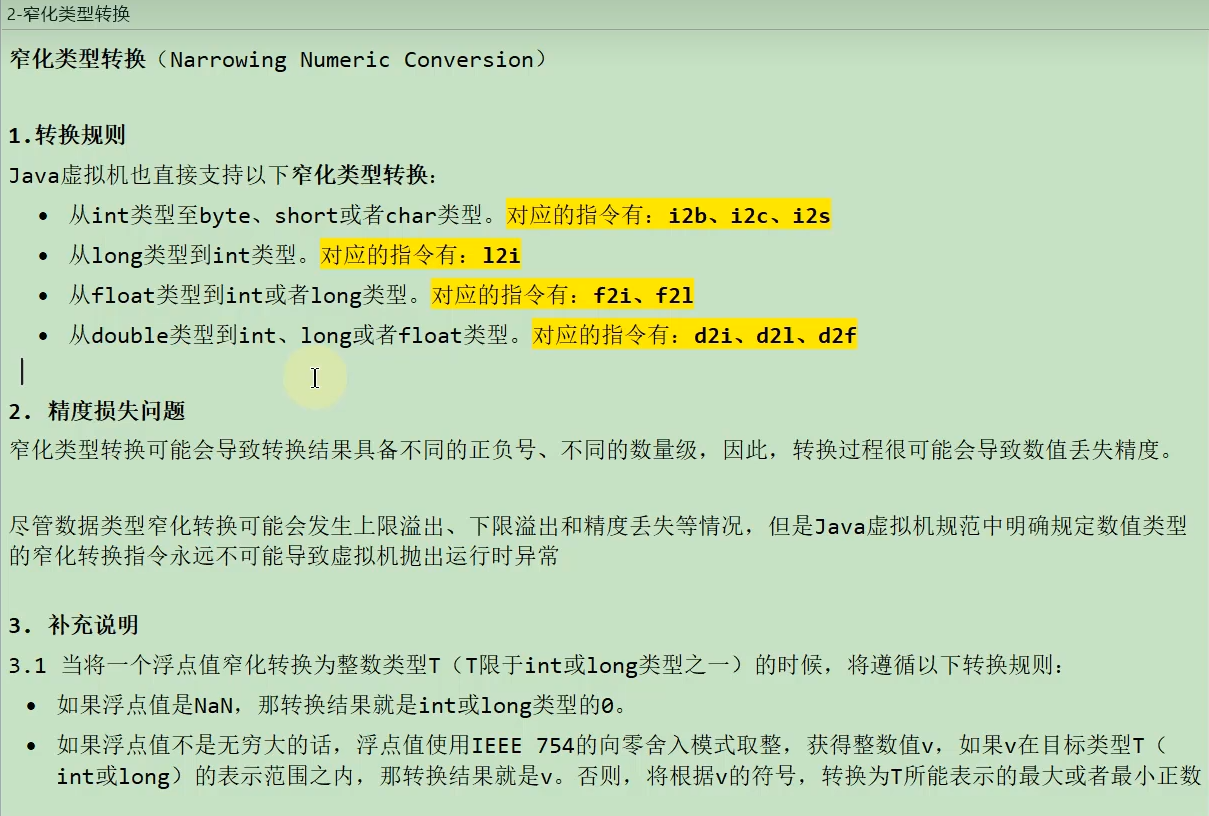 2-窄化类型转换
窄化类型转换（Narrowing Numeric Conversion）
1.转换规则
Java虚拟机也直接支持以下窄化类型转换：
• 从int类型至byte、short或者char类型。对应的指令有：i2b、i2c、i2s
• 从long类型到int类型。对应的指令有：l2i
• 从float类型到int或者long类型。对应的指令有：f2i、f2l
• 从double类型到int、long或者float类型。对应的指令有：d2i、d2l、d2f
2. 精度损失问题
窄化类型转换可能会导致转换结果具备不同的正负号、不同的数量级，因此，转换过程很可能会导致数值丢失精度。
尽管数据类型窄化转换可能会发生上限溢出、下限溢出和精度丢失等情况，但是Java虚拟机规范中明确规定数值类型
的窄化转换指令永远不可能导致虚拟机抛出运行时异常
3. 补充说明
3.1 当将一个浮点值窄化转换为整数类型T（T限于int或long类型之一）的时候，将遵循以下转换规则：
• 如果浮点值是NaN，那转换结果就是int或long类型的0。
• 如果浮点值不是无穷大的话，浮点值使用IEEE 754的向零舍入模式取整，获得整数值v，如果v在目标类型T（
int或long）的表示范围之内，那转换结果就是v。否则，将根据v的符号，转换为T所能表示的最大或者最小正数